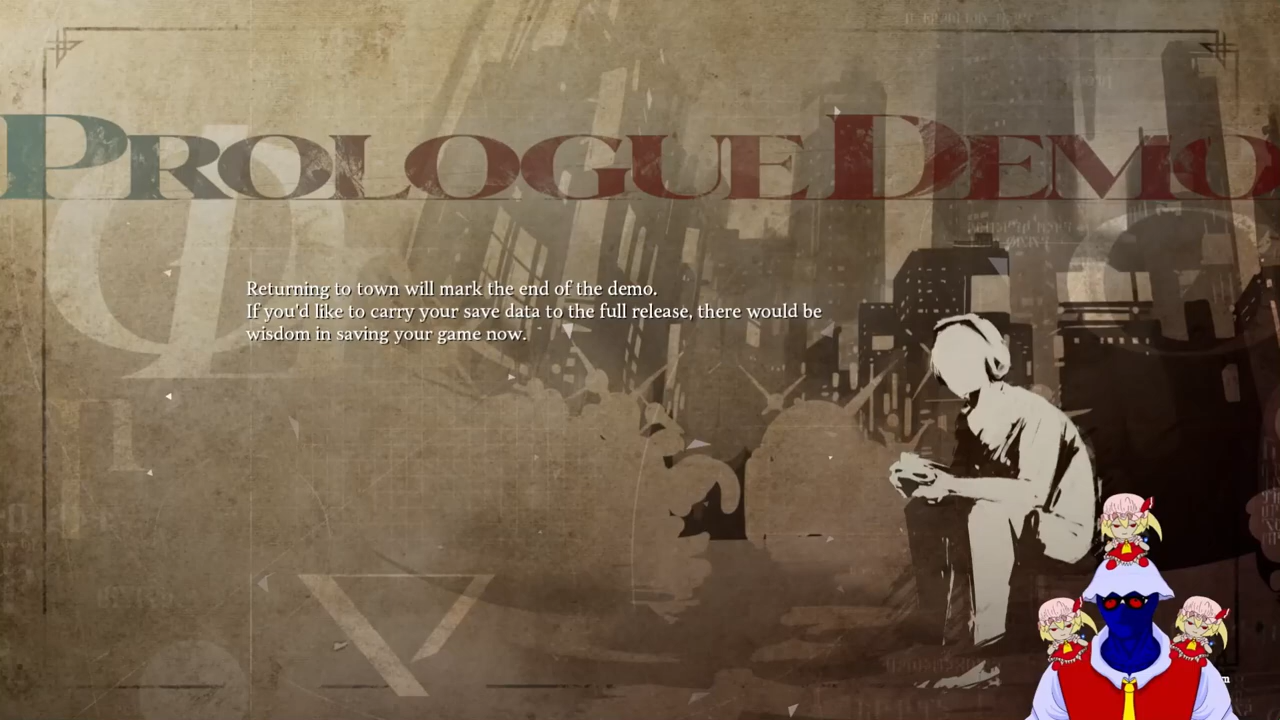 PROLOGUE DEMO
Returning to town will mark the end of the demo.
If you'd like to carry your save data to the full release, there would be
wisdom in saving your game now.